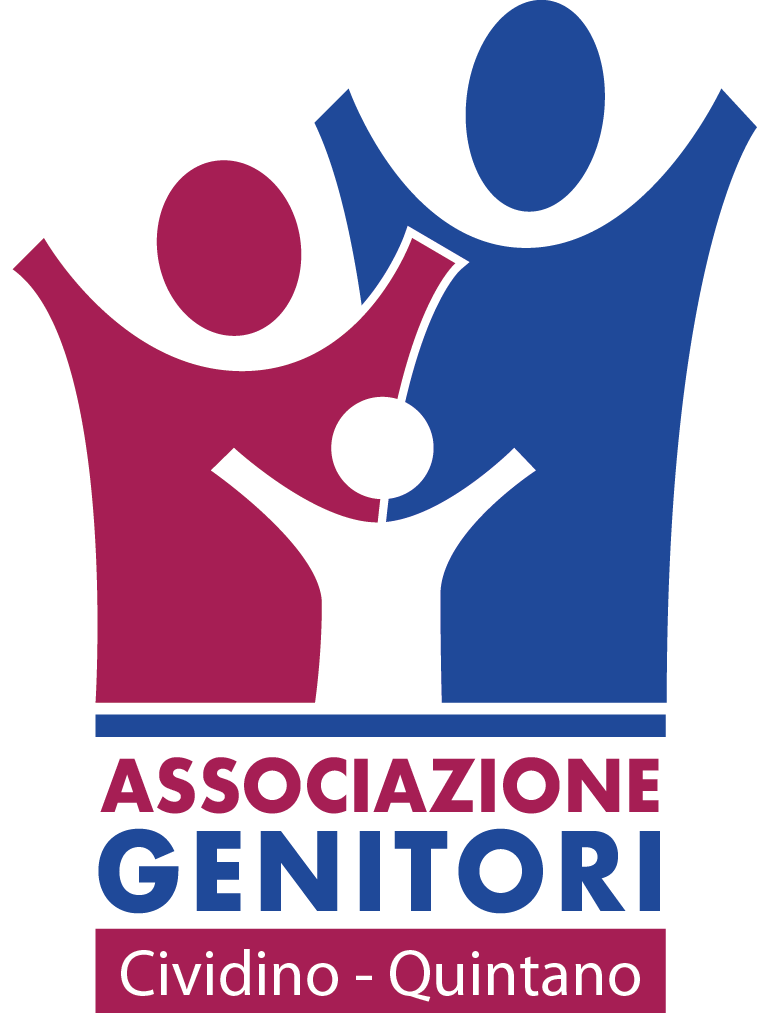 ASSOCIAZIONE
GENITORI
Cividino - Quintano